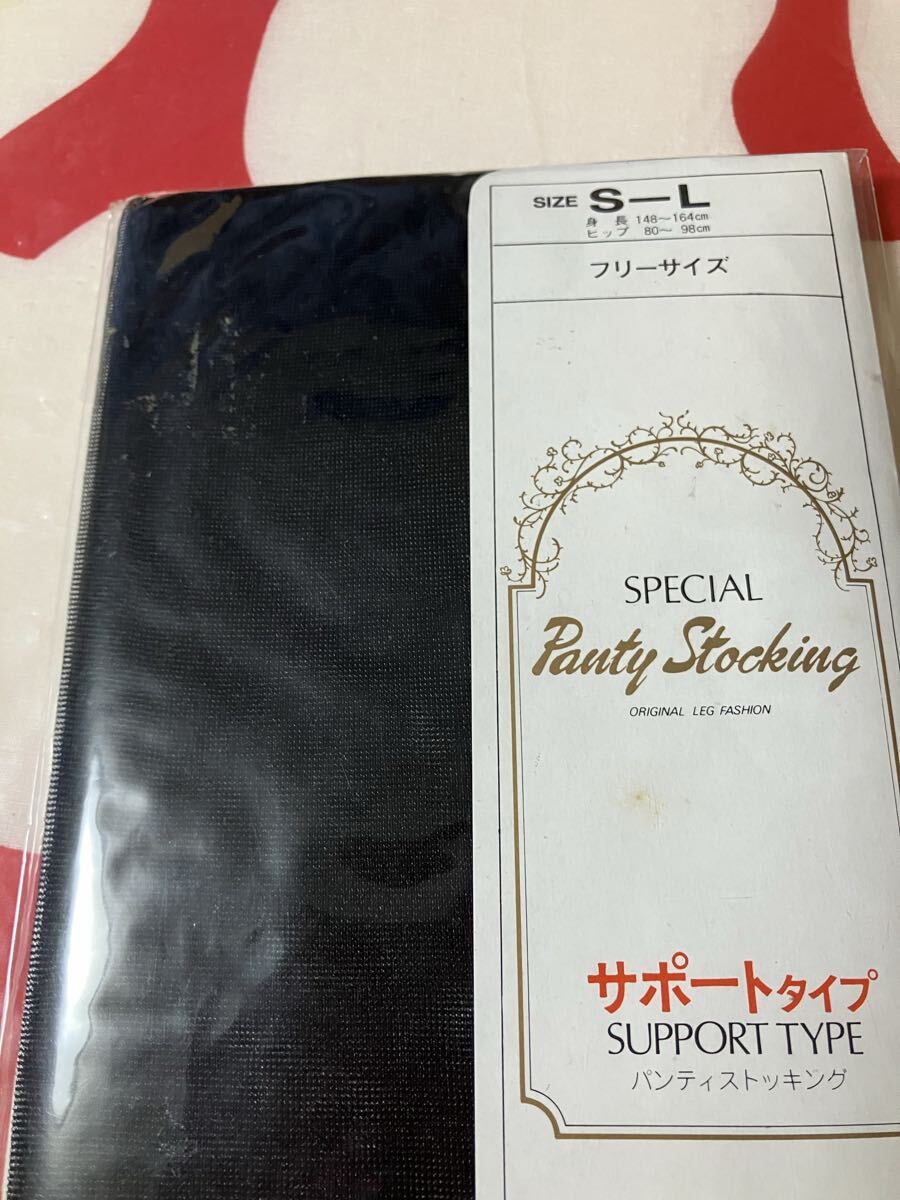 SIZE S—L
身長 148〜164cm
ヒップ 80〜 98cm
フリーサイズ
SPECIAL
Panty Stocking
ORIGINAL LEG FASHION
サポートタイプ
SUPPORT TYPE
パンティストッキング